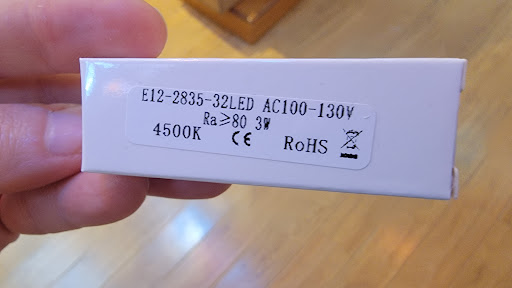 E12-2835-32LED AC100-130V
Ra≥80 3W
4500K CE RoHS